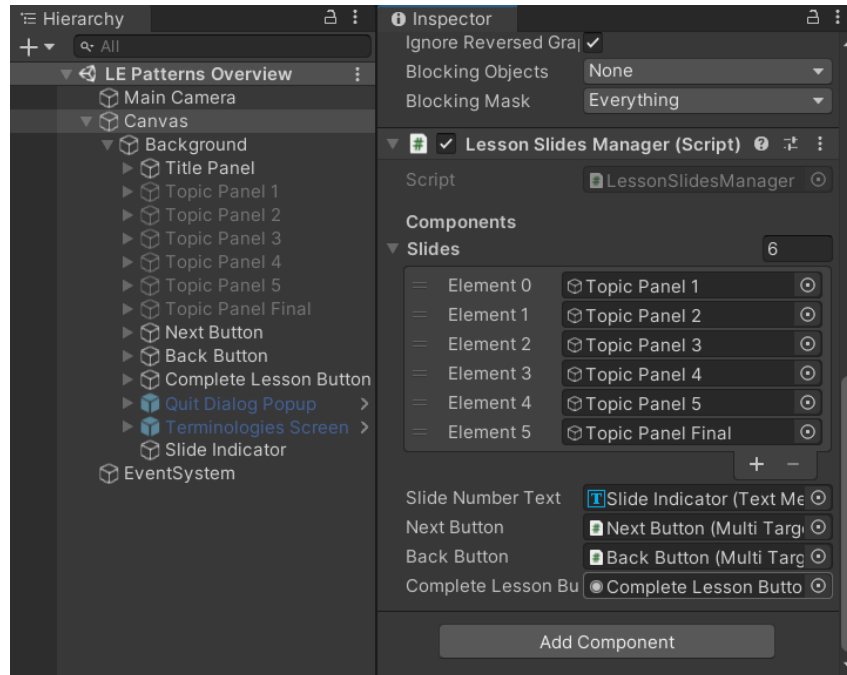 Hierarchy
All
LE Patterns Overview
Main Camera
Canvas
Background
Title Panel
Topic Panel 1
Topic Panel 2
Topic Panel 3
Topic Panel 4
Topic Panel 5
Topic Panel Final
Next Button
Back Button
Complete Lesson Button
Quit Dialog Popup
Terminologies Screen
Slide Indicator
EventSystem
Inspector
Ignore Reversed Gra
Blocking Objects None
Blocking Mask Everything
# Lesson Slides Manager (Script)
Script # LessonSlidesManager
Components
Slides 6
Element 0 Topic Panel 1
Element 1 Topic Panel 2
Element 2 Topic Panel 3
Element 3 Topic Panel 4
Element 4 Topic Panel 5
Element 5 Topic Panel Final
+ −
Slide Number Text T Slide Indicator (Text Me
Next Button # Next Button (Multi Targ
Back Button # Back Button (Multi Targ
Complete Lesson Bu Complete Lesson Butto
Add Component